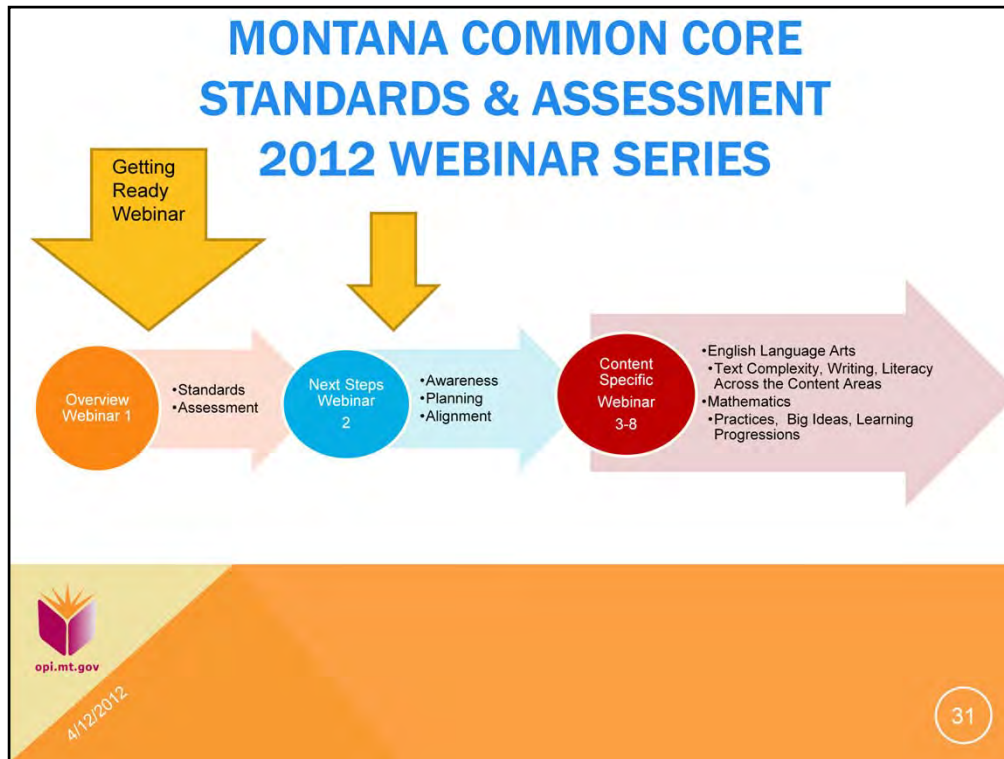 MONTANA COMMON CORE
STANDARDS & ASSESSMENT
2012 WEBINAR SERIES
Getting
Ready
Webinar
Overview
Webinar 1
•Standards
•Assessment
Next Steps
Webinar
2
•Awareness
•Planning
•Alignment
Content
Specific
Webinar
3-8
•English Language Arts
•Text Complexity, Writing, Literacy
Across the Content Areas
•Mathematics
•Practices, Big Ideas, Learning
Progressions
opi.mt.gov
4/12/2012
31